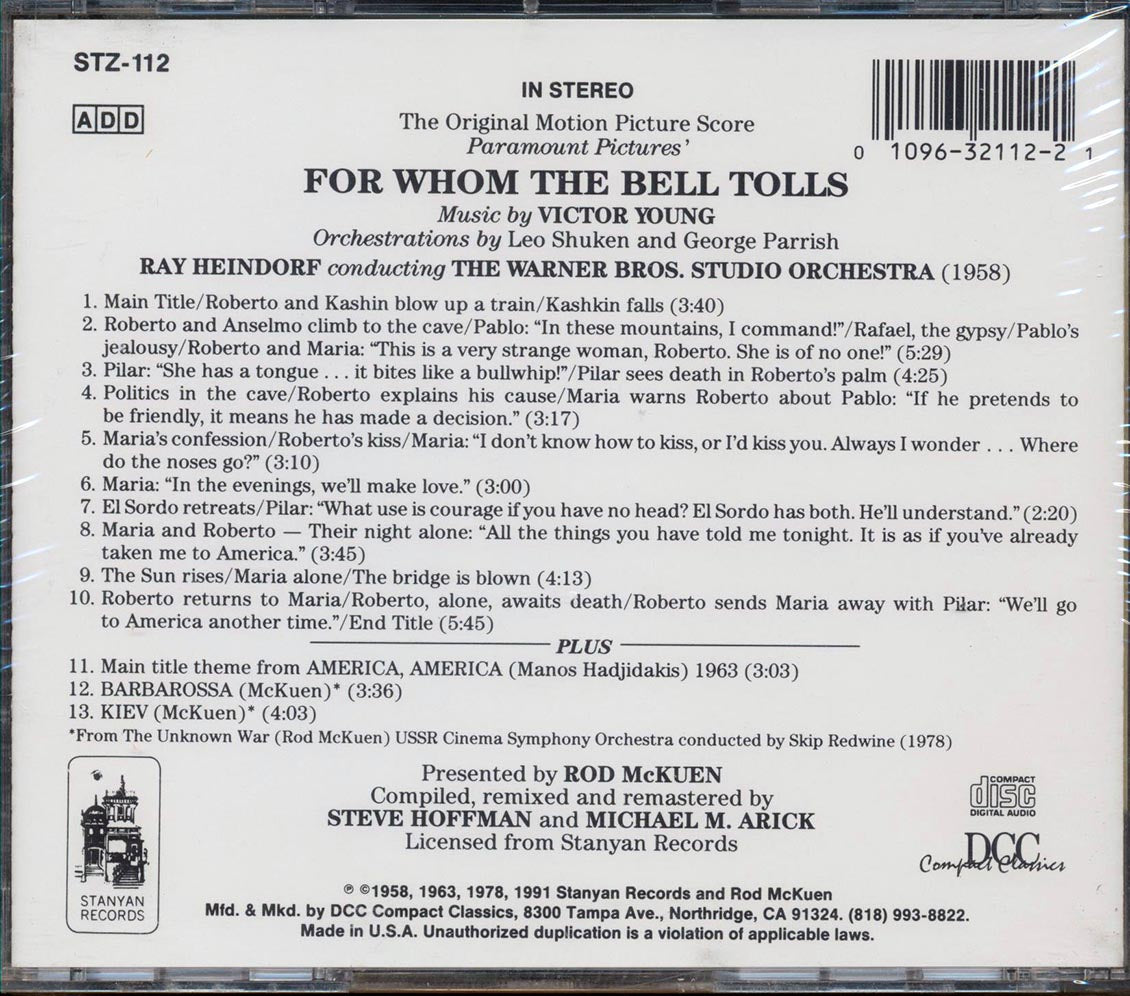 STZ-112
ADD
IN STEREO
The Original Motion Picture Score
Paramount Pictures'
FOR WHOM THE BELL TOLLS
Music by VICTOR YOUNG
Orchestrations by Leo Shuken and George Parrish
RAY HEINDORF conducting THE WARNER BROS. STUDIO ORCHESTRA (1958)
0 1096-32112-2 1
1. Main Title/Roberto and Kashin blow up a train/Kashkin falls (3:40)
2. Roberto and Anselmo climb to the cave/Pablo: “In these mountains, I command!”/Rafael, the gypsy/Pablo's
jealousy/Roberto and Maria: “This is a very strange woman, Roberto. She is of no one!” (5:29)
3. Pilar: “She has a tongue . . . it bites like a bullwhip!”/Pilar sees death in Roberto's palm (4:25)
4. Politics in the cave/Roberto explains his cause/Maria warns Roberto about Pablo: “If he pretends to
be friendly, it means he has made a decision.” (3:17)
5. Maria's confession/Roberto's kiss/Maria: “I don't know how to kiss, or I'd kiss you. Always I wonder . . . Where
do the noses go?” (3:10)
6. Maria: “In the evenings, we'll make love.” (3:00)
7. El Sordo retreats/Pilar: “What use is courage if you have no head? El Sordo has both. He'll understand.” (2:20)
8. Maria and Roberto — Their night alone: “All the things you have told me tonight. It is as if you've already
taken me to America.” (3:45)
9. The Sun rises/Maria alone/The bridge is blown (4:13)
10. Roberto returns to Maria/Roberto, alone, awaits death/Roberto sends Maria away with Pilar: “We'll go
to America another time.”/End Title (5:45)
PLUS
11. Main title theme from AMERICA, AMERICA (Manos Hadjidakis) 1963 (3:03)
12. BARBAROSSA (McKuen)* (3:36)
13. KIEV (McKuen)* (4:03)
*From The Unknown War (Rod McKuen) USSR Cinema Symphony Orchestra conducted by Skip Redwine (1978)
Presented by ROD McKUEN
Compiled, remixed and remastered by
STEVE HOFFMAN and MICHAEL M. ARICK
Licensed from Stanyan Records
STANYAN
RECORDS
COMPACT
disc
DIGITAL AUDIO
DCC
Compact Classics
℗ ©1958, 1963, 1978, 1991 Stanyan Records and Rod McKuen
Mfd. & Mkd. by DCC Compact Classics, 8300 Tampa Ave., Northridge, CA 91324. (818) 993-8822.
Made in U.S.A. Unauthorized duplication is a violation of applicable laws.